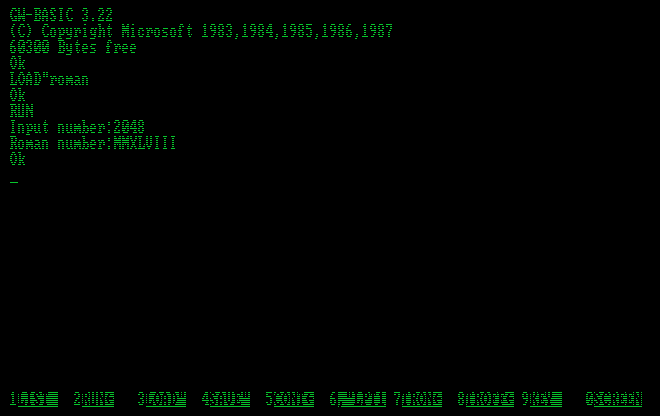 GW-BASIC 3.22
(C) Copyright Microsoft 1983,1984,1985,1986,1987
60300 Bytes free
Ok
LOAD"roman
Ok
RUN
Input number:2048
Roman number:MMXLVIII
Ok
_
1LIST 2RUN← 3LOAD" 4SAVE" 5CONT← 6,"LPT1 7TRON← 8TROFF← 9KEY 0SCREEN